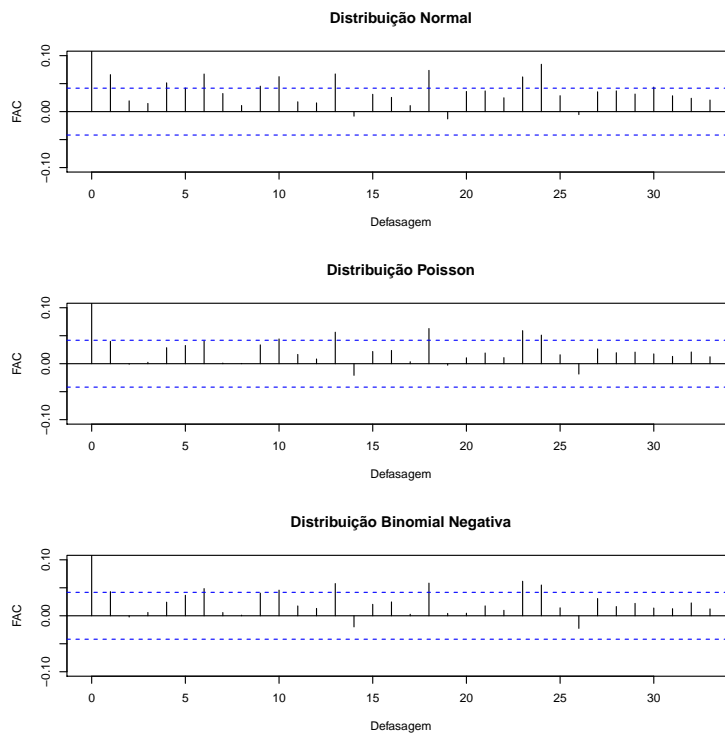 Distribuição Normal
FAC
0.10
0.00
−0.10
0 5 10 15 20 25 30
Defasagem
Distribuição Poisson
FAC
0.10
0.00
−0.10
0 5 10 15 20 25 30
Defasagem
Distribuição Binomial Negativa
FAC
0.10
0.00
−0.10
0 5 10 15 20 25 30
Defasagem